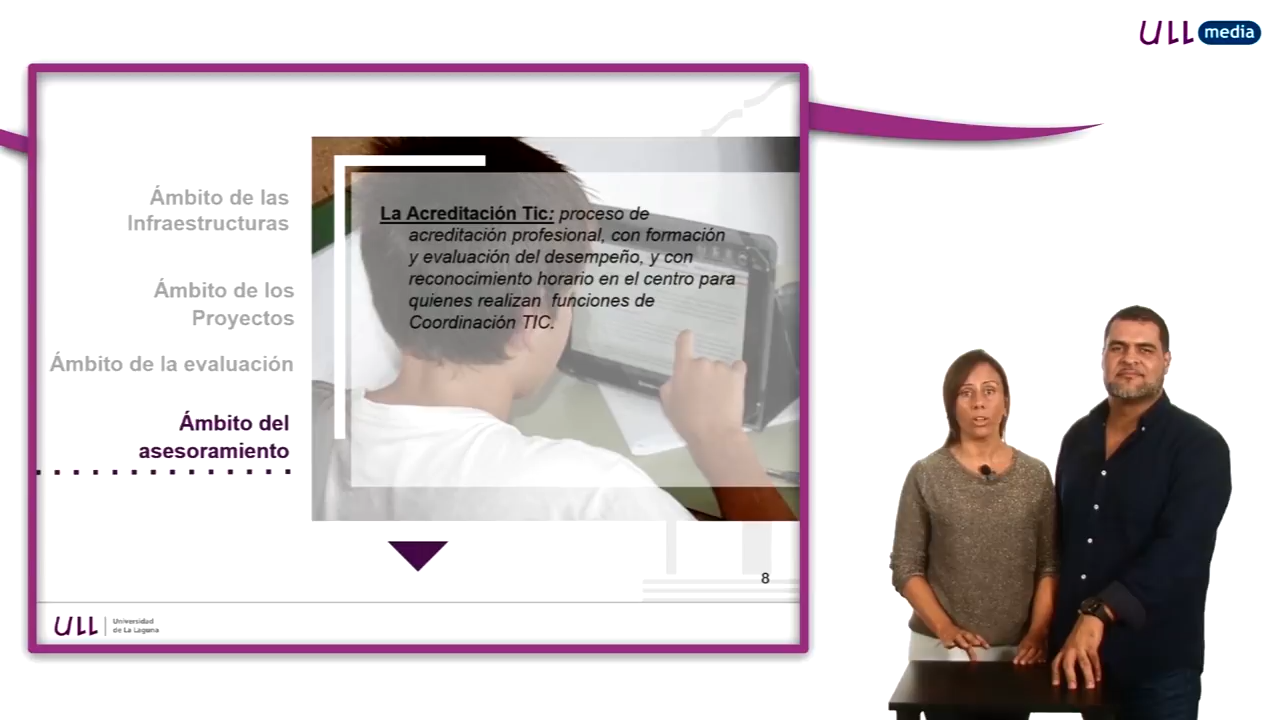 ULL media
Ámbito de las
Infraestructuras
Ámbito de los
Proyectos
Ámbito de la evaluación
Ámbito del
asesoramiento
La Acreditación Tic: proceso de
acreditación profesional, con formación
y evaluación del desempeño, y con
reconocimiento horario en el centro para
quienes realizan funciones de
Coordinación TIC.
8
ULL
Universidad
de La Laguna